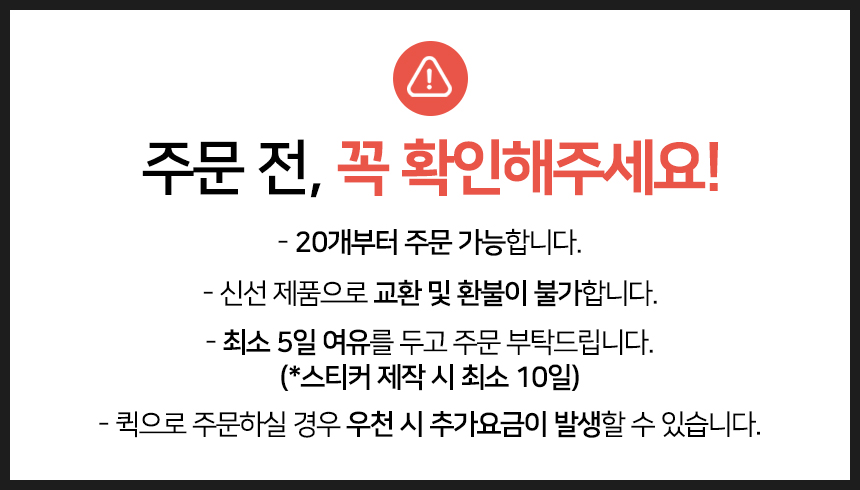 주문 전, 꼭 확인해주세요!
- 20개부터 주문 가능합니다.
- 신선 제품으로 교환 및 환불이 불가합니다.
- 최소 5일 여유를 두고 주문 부탁드립니다.
(*스티커 제작 시 최소 10일)
- 퀵으로 주문하실 경우 우천 시 추가요금이 발생할 수 있습니다.